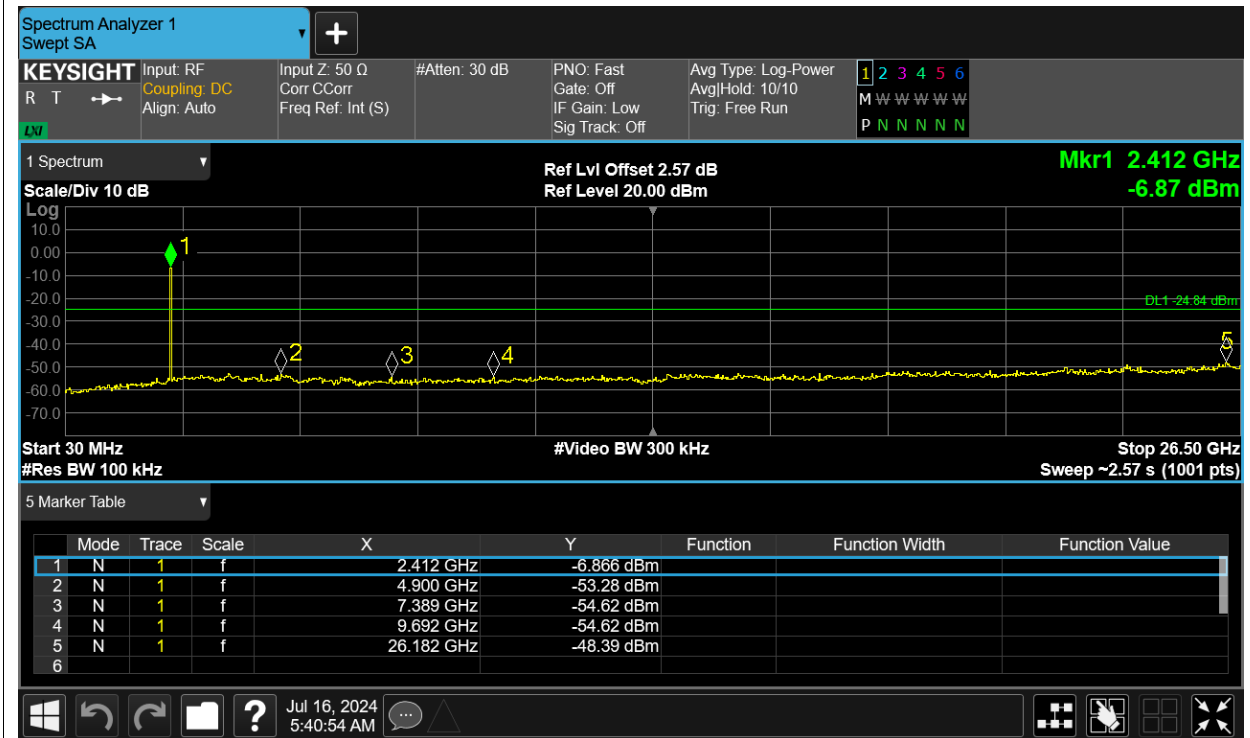 Spectrum Analyzer 1
Swept SA
KEYSIGHT Input: RF Input Z: 50 Ω #Atten: 30 dB PNO: Fast Avg Type: Log-Power 1 2 3 4 5 6
R T Coupling: DC Corr CCorr Gate: Off Avg|Hold: 10/10 M W W W W W
Align: Auto Freq Ref: Int (S) IF Gain: Low Trig: Free Run
LXI Sig Track: Off P N N N N N
1 Spectrum Ref Lvl Offset 2.57 dB Mkr1 2.412 GHz
Scale/Div 10 dB Ref Level 20.00 dBm -6.87 dBm
Log
10.0
0.00 1
-10.0
-20.0 DL1 -24.84 dBm
-30.0
-40.0 2 3 4 5
-50.0
-60.0
-70.0
Start 30 MHz #Video BW 300 kHz Stop 26.50 GHz
#Res BW 100 kHz Sweep ~2.57 s (1001 pts)
5 Marker Table
Mode Trace Scale X Y Function Function Width Function Value
1 N 1 f 2.412 GHz -6.866 dBm
2 N 1 f 4.900 GHz -53.28 dBm
3 N 1 f 7.389 GHz -54.62 dBm
4 N 1 f 9.692 GHz -54.62 dBm
5 N 1 f 26.182 GHz -48.39 dBm
6
? Jul 16, 2024
5:40:54 AM